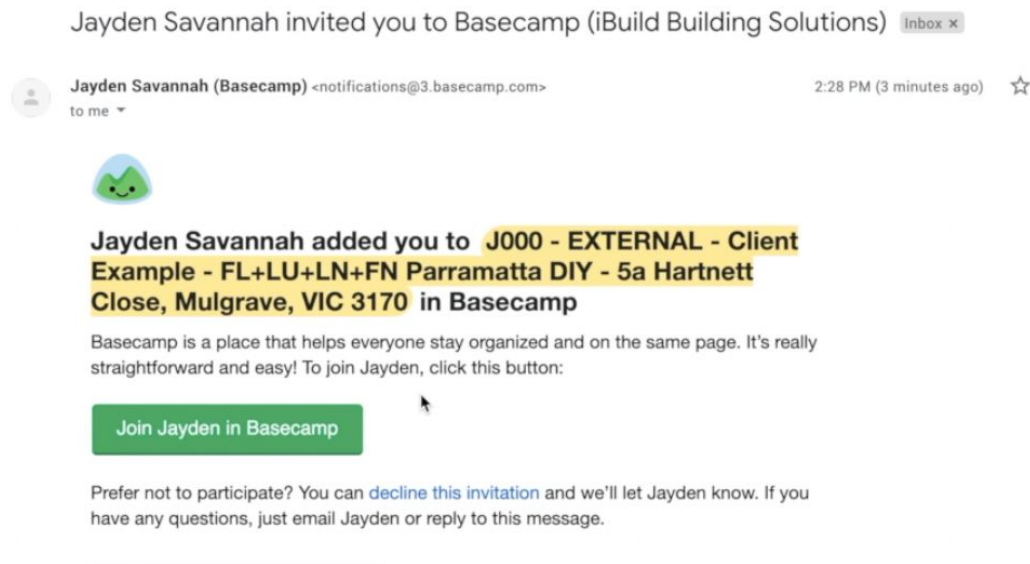 Jayden Savannah invited you to Basecamp (iBuild Building Solutions) Inbox ×
Jayden Savannah (Basecamp) <notifications@3.basecamp.com> 2:28 PM (3 minutes ago)
to me
Jayden Savannah added you to J000 - EXTERNAL - Client
Example - FL+LU+LN+FN Parramatta DIY - 5a Hartnett
Close, Mulgrave, VIC 3170 in Basecamp
Basecamp is a place that helps everyone stay organized and on the same page. It's really
straightforward and easy! To join Jayden, click this button:
Join Jayden in Basecamp
Prefer not to participate? You can decline this invitation and we'll let Jayden know. If you
have any questions, just email Jayden or reply to this message.